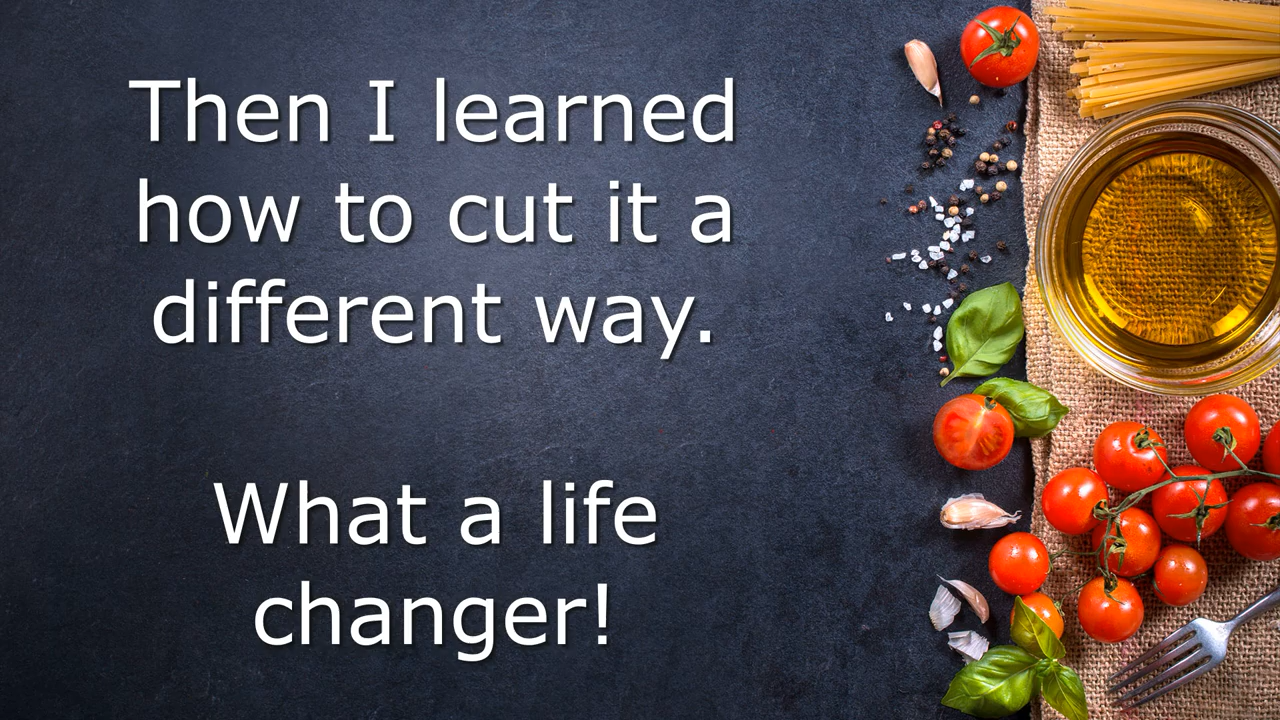 Then I learned
how to cut it a
different way.
What a life
changer!